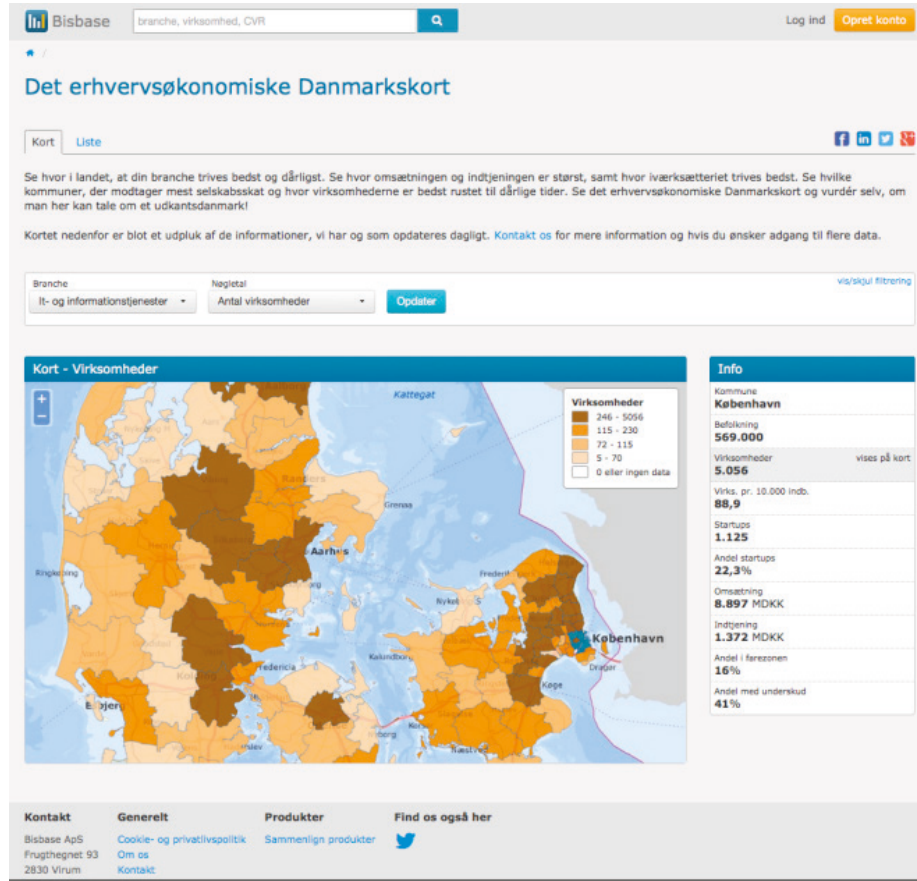 Bisbase
branche, virksomhed, CVR
Log ind
Opret konto
/
Det erhvervsøkonomiske Danmarkskort
Kort
Liste
Se hvor i landet, at din branche trives bedst og dårligst. Se hvor omsætningen og indtjeningen er størst, samt hvor iværksætteriet trives bedst. Se hvilke
kommuner, der modtager mest selskabsskat og hvor virksomhederne er bedst rustet til dårlige tider. Se det erhvervsøkonomiske Danmarkskort og vurdér selv, om
man her kan tale om et udkantsdanmark!
Kortet nedenfor er blot et udpluk af de informationer, vi har og som opdateres dagligt. Kontakt os for mere information og hvis du ønsker adgang til flere data.
Branche
Nøgletal
vis/skjul filtrering
It- og informationstjenester
Antal virksomheder
Opdater
Kort - Virksomheder
+
−
Kattegat
Virksomheder
246 - 5056
115 - 230
72 - 115
5 - 70
0 eller ingen data
Aalborg
Skive
Viborg
Randers
Grenaa
Aarhus
Ringkøbing
Nykøbing S
København
Kalundborg
Dragør
Kolding
Køge
Esbjerg
Nyborg
Næstved
Info
Kommune
København
Befolkning
569.000
Virksomheder
vises på kort
5.056
Virks. pr. 10.000 indb.
88,9
Startups
1.125
Andel startups
22,3%
Omsætning
8.897 MDKK
Indtjening
1.372 MDKK
Andel i farezonen
16%
Andel med underskud
41%
Kontakt
Bisbase ApS
Frugthegnet 93
2830 Virum
Generelt
Cookie- og privatlivspolitik
Om os
Kontakt
Produkter
Sammenlign produkter
Find os også her